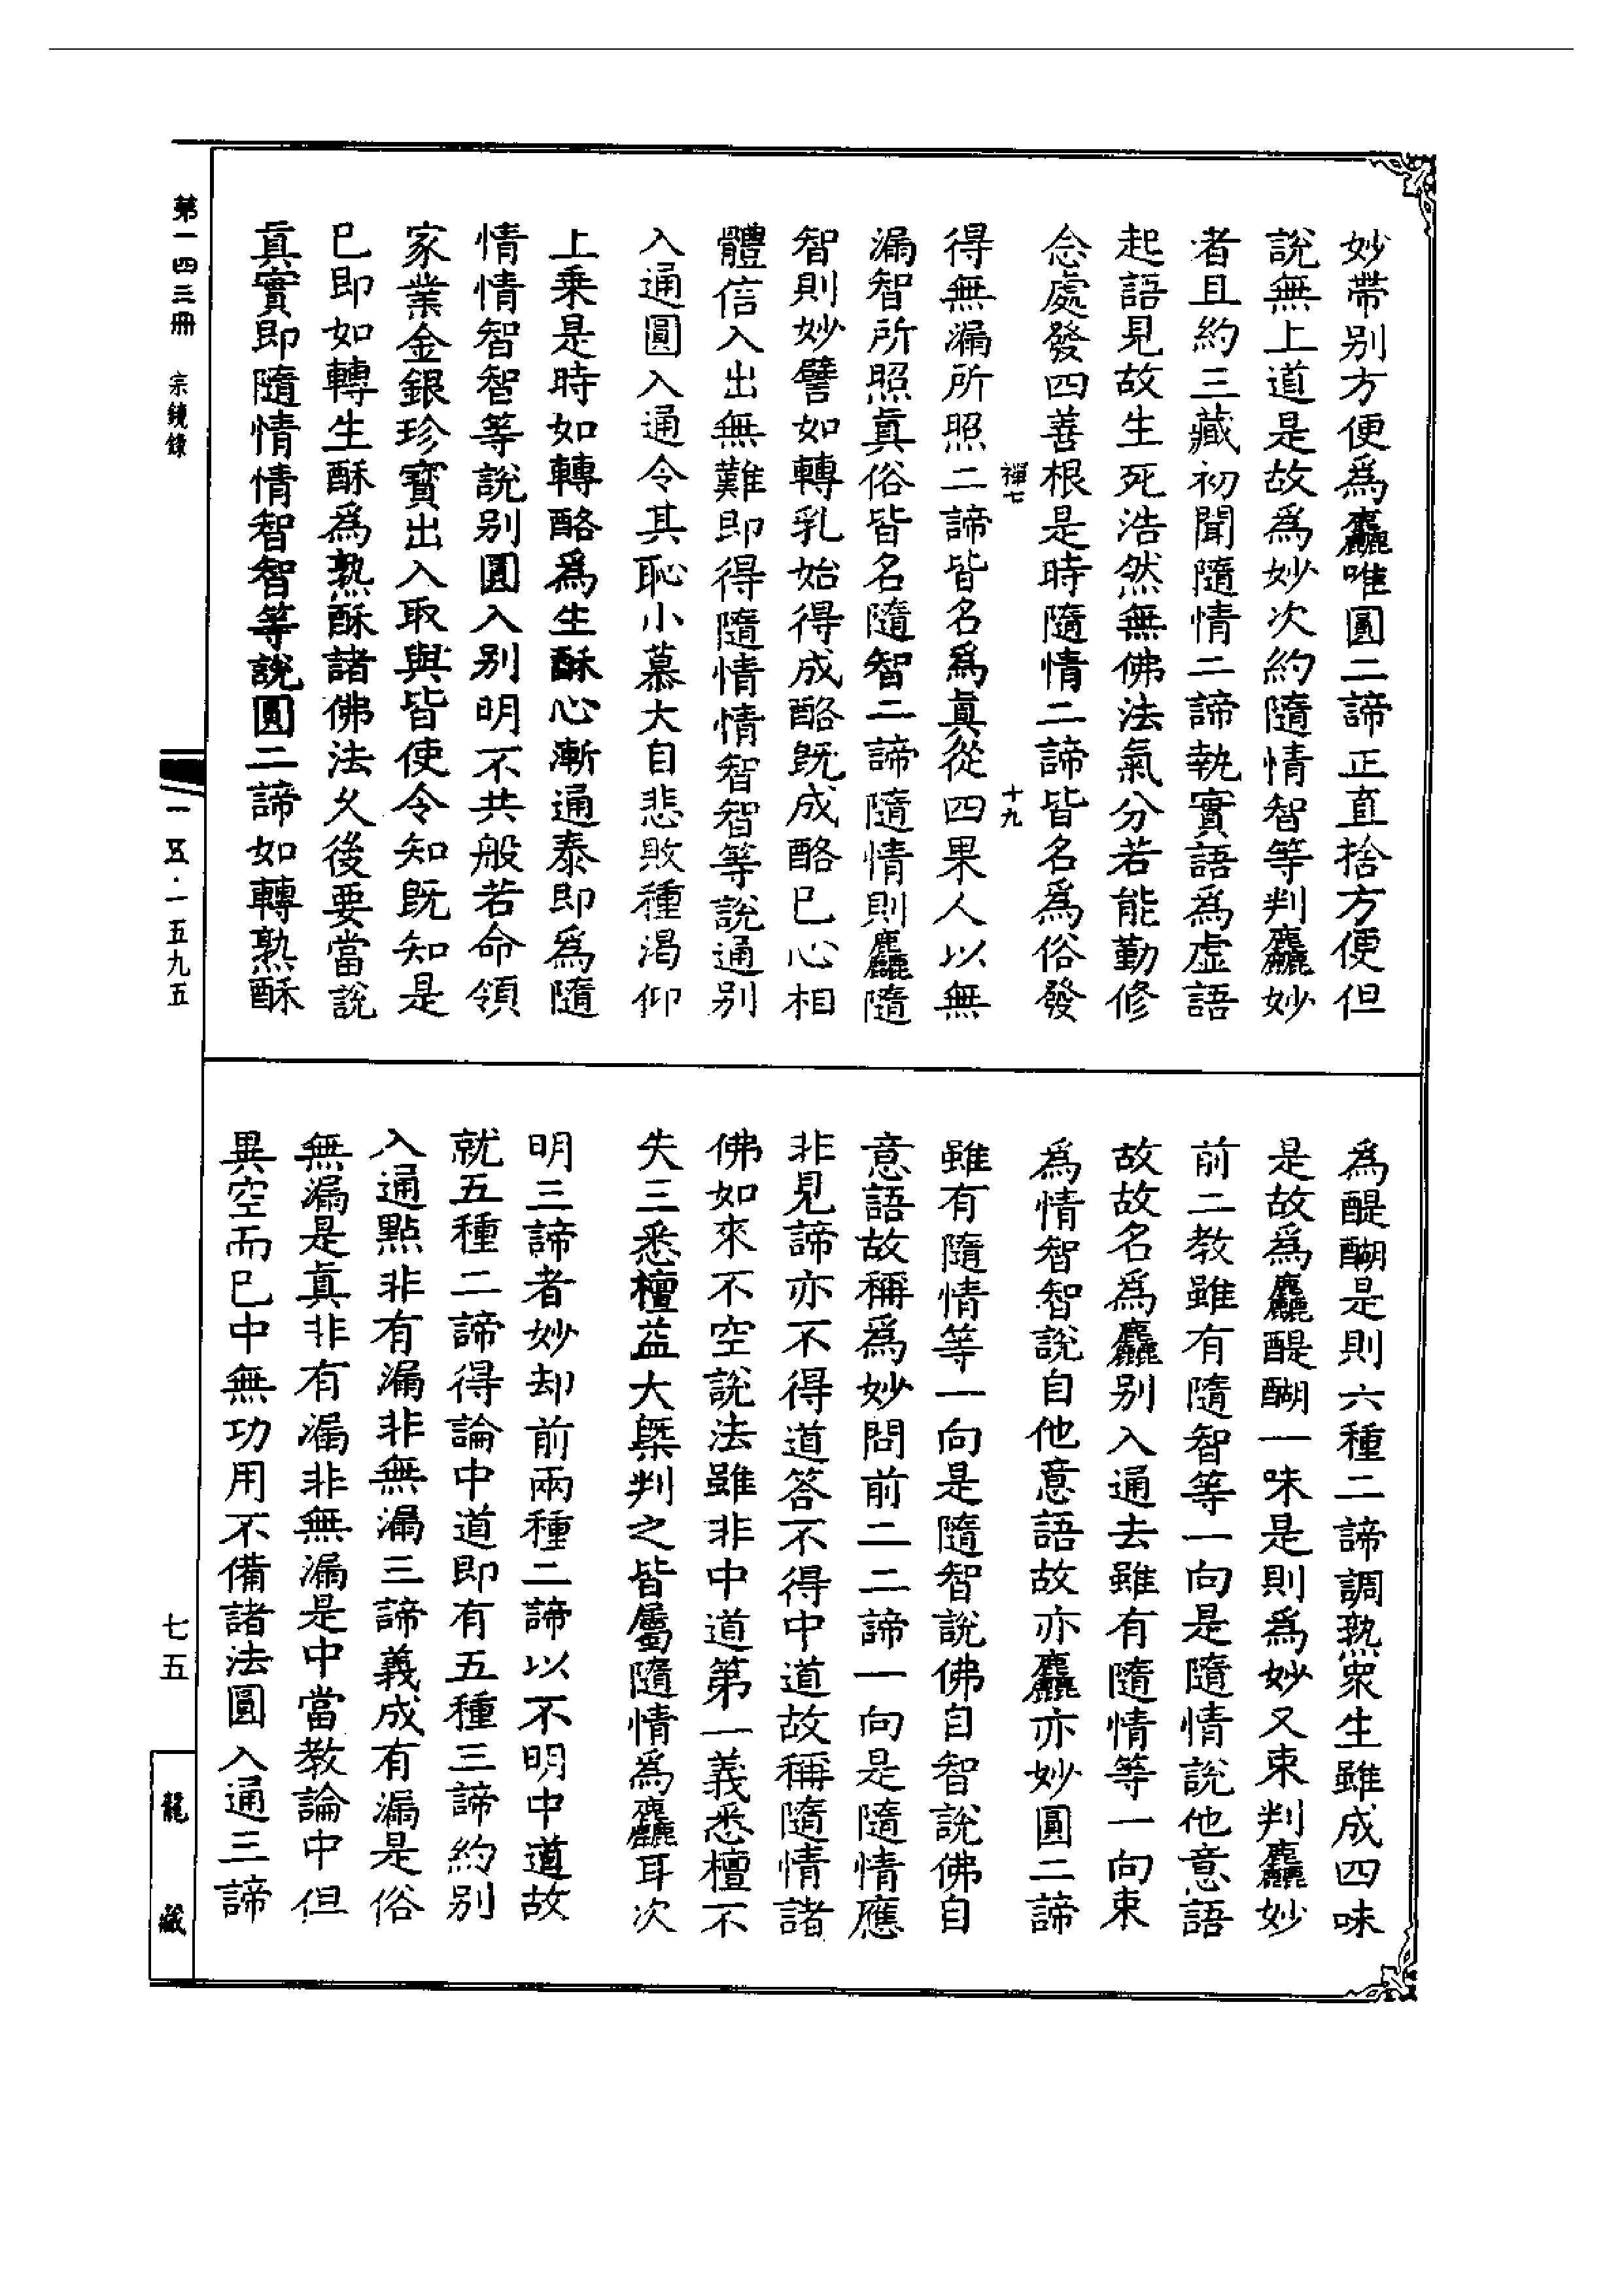 妙帶別方便爲麤唯圓二諦正直捨方便但
說無上道是故爲妙次約隨情智等判麤妙
者且約三藏初聞隨情二諦執實語爲虛語
起語見故生死浩然無佛法氣分若能勤修
念處發四善根是時隨情二諦皆名爲俗發
禪七 十九
得無漏所照二諦皆名爲眞從四果人以無
漏智所照眞俗皆名隨智二諦隨情則麤隨
智則妙譬如轉乳始得成酪既成酪已心相
體信入出無難即得隨情情智智等說通別
入通圓入通令其恥小慕大自悲敗種渴仰
上乘是時如轉酪爲生酥心漸通泰即爲隨
情情智智等說別圓入別明不共般若命領
家業金銀珍寶出入取與皆使令知既知是
已即如轉生酥爲熟酥諸佛法久後要當說
眞實即隨情情智智等說圓二諦如轉熟酥
爲醍醐是則六種二諦調熟衆生雖成四味
是故爲麤醍醐一味是則爲妙又束判麤妙
前二教雖有隨智等一向是隨情說他意語
故故名爲麤別入通去雖有隨情等一向束
爲情智智說自他意語故亦麤亦妙圓二諦
雖有隨情等一向是隨智說佛自智說佛自
意語故稱爲妙問前二二諦一向是隨情應
非見諦亦不得道答不得中道故稱隨情諸
佛如來不空說法雖非中道第一義悉檀不
失三悉檀益大槩判之皆屬隨情爲麤耳次
明三諦者妙却前兩種二諦以不明中道故
就五種二諦得論中道即有五種三諦約別
入通點非有漏非無漏三諦義成有漏是俗
無漏是眞非有漏非無漏是中當教論中但
異空而已中無功用不備諸法圓入通三諦
第一四三冊 宗鏡錄
一五·一五九五
七五
龍藏